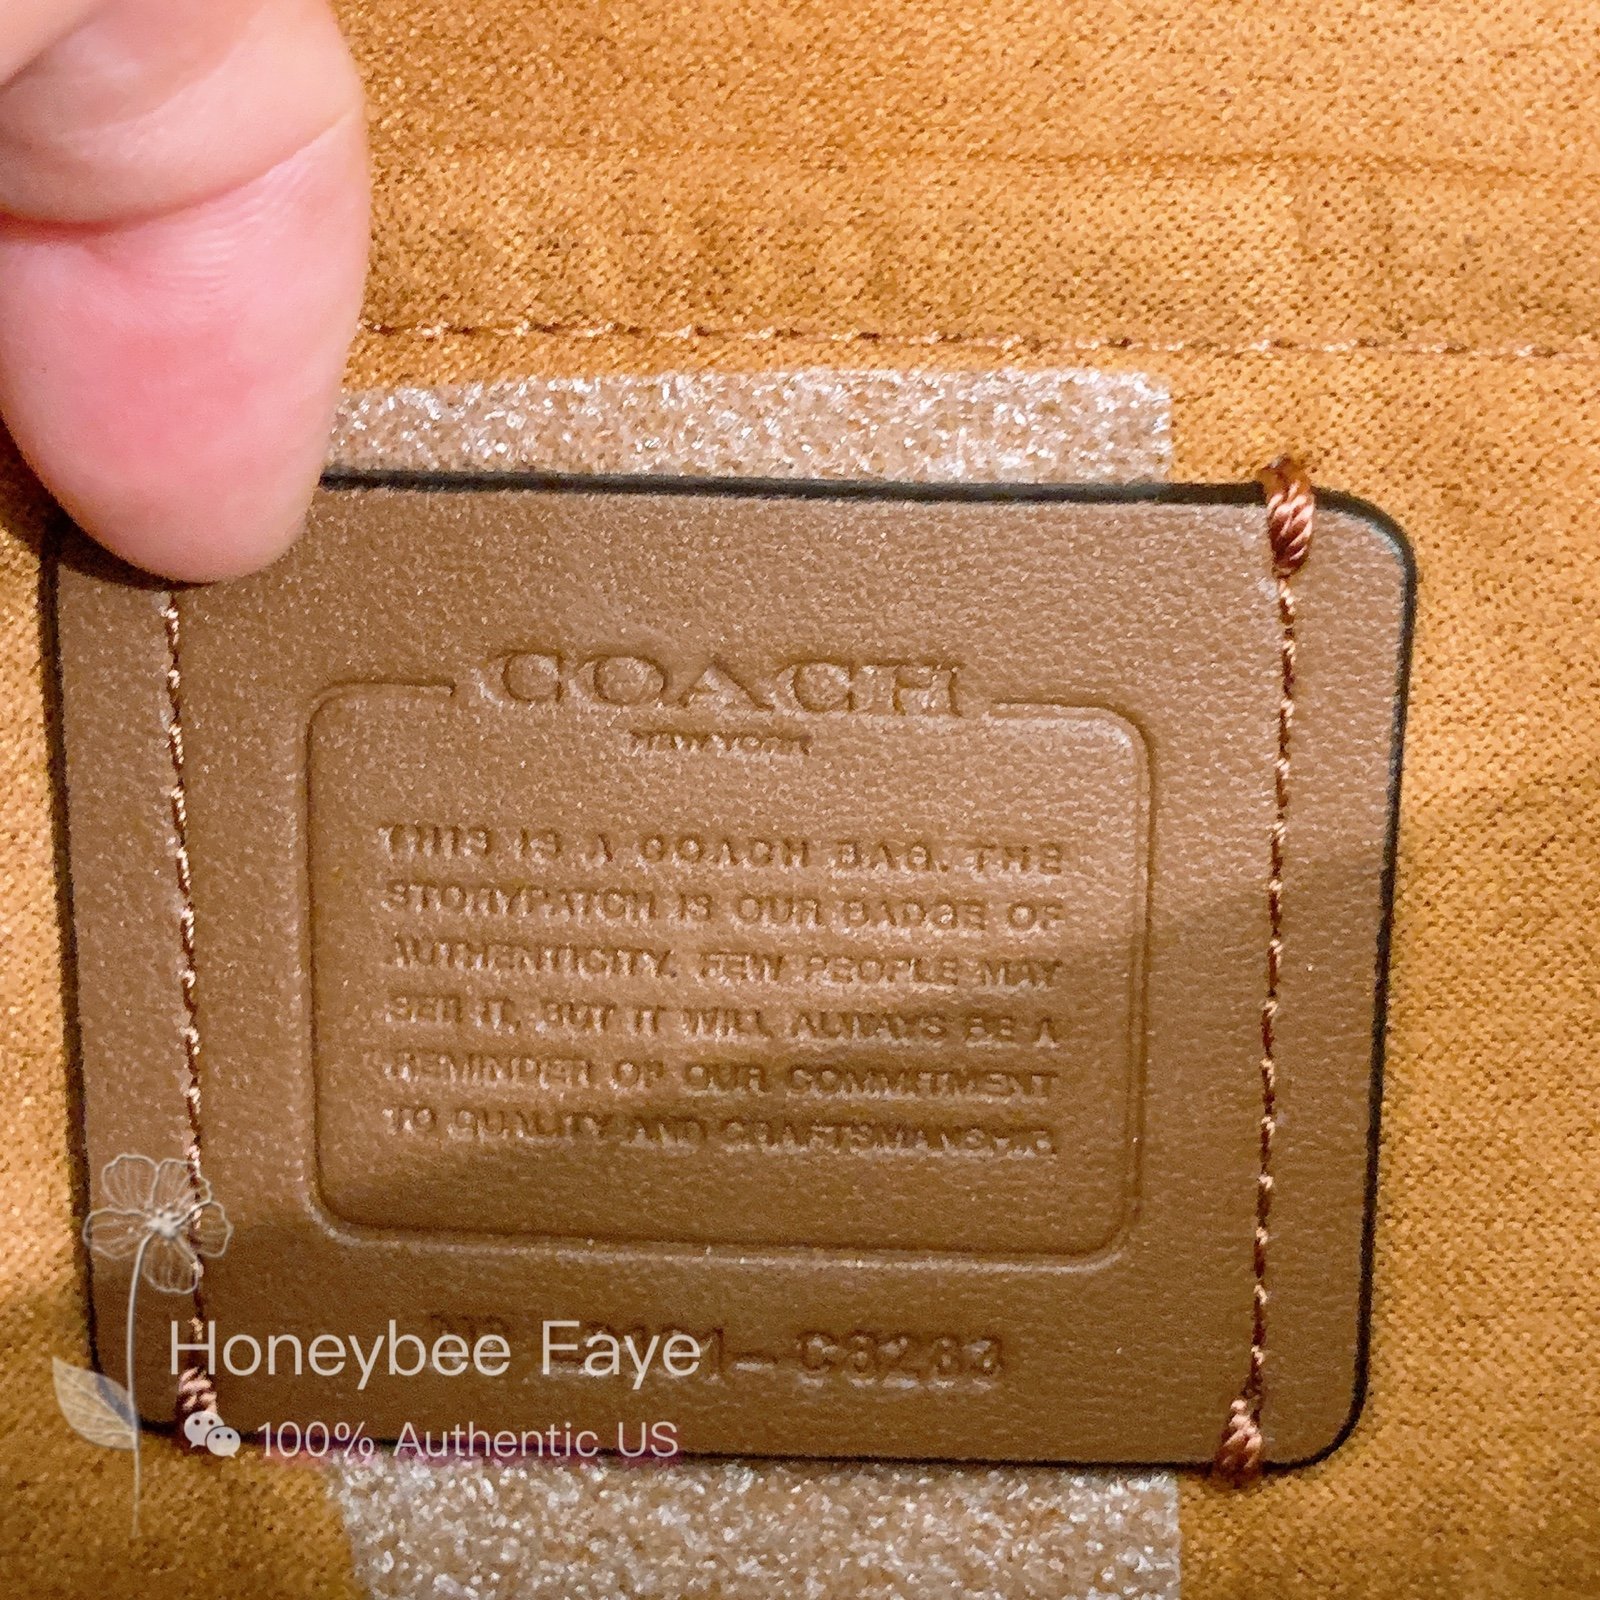 COACH
NEW YORK
THIS IS A COACH BAG. THE
STORYPATCH IS OUR BADGE OF
AUTHENTICITY. FEW PEOPLE MAY
SEE IT, BUT IT WILL ALWAYS BE A
REMINDER OF OUR COMMITMENT
TO QUALITY AND CRAFTSMANSHIP.
Honeybee Faye
100% Authentic US